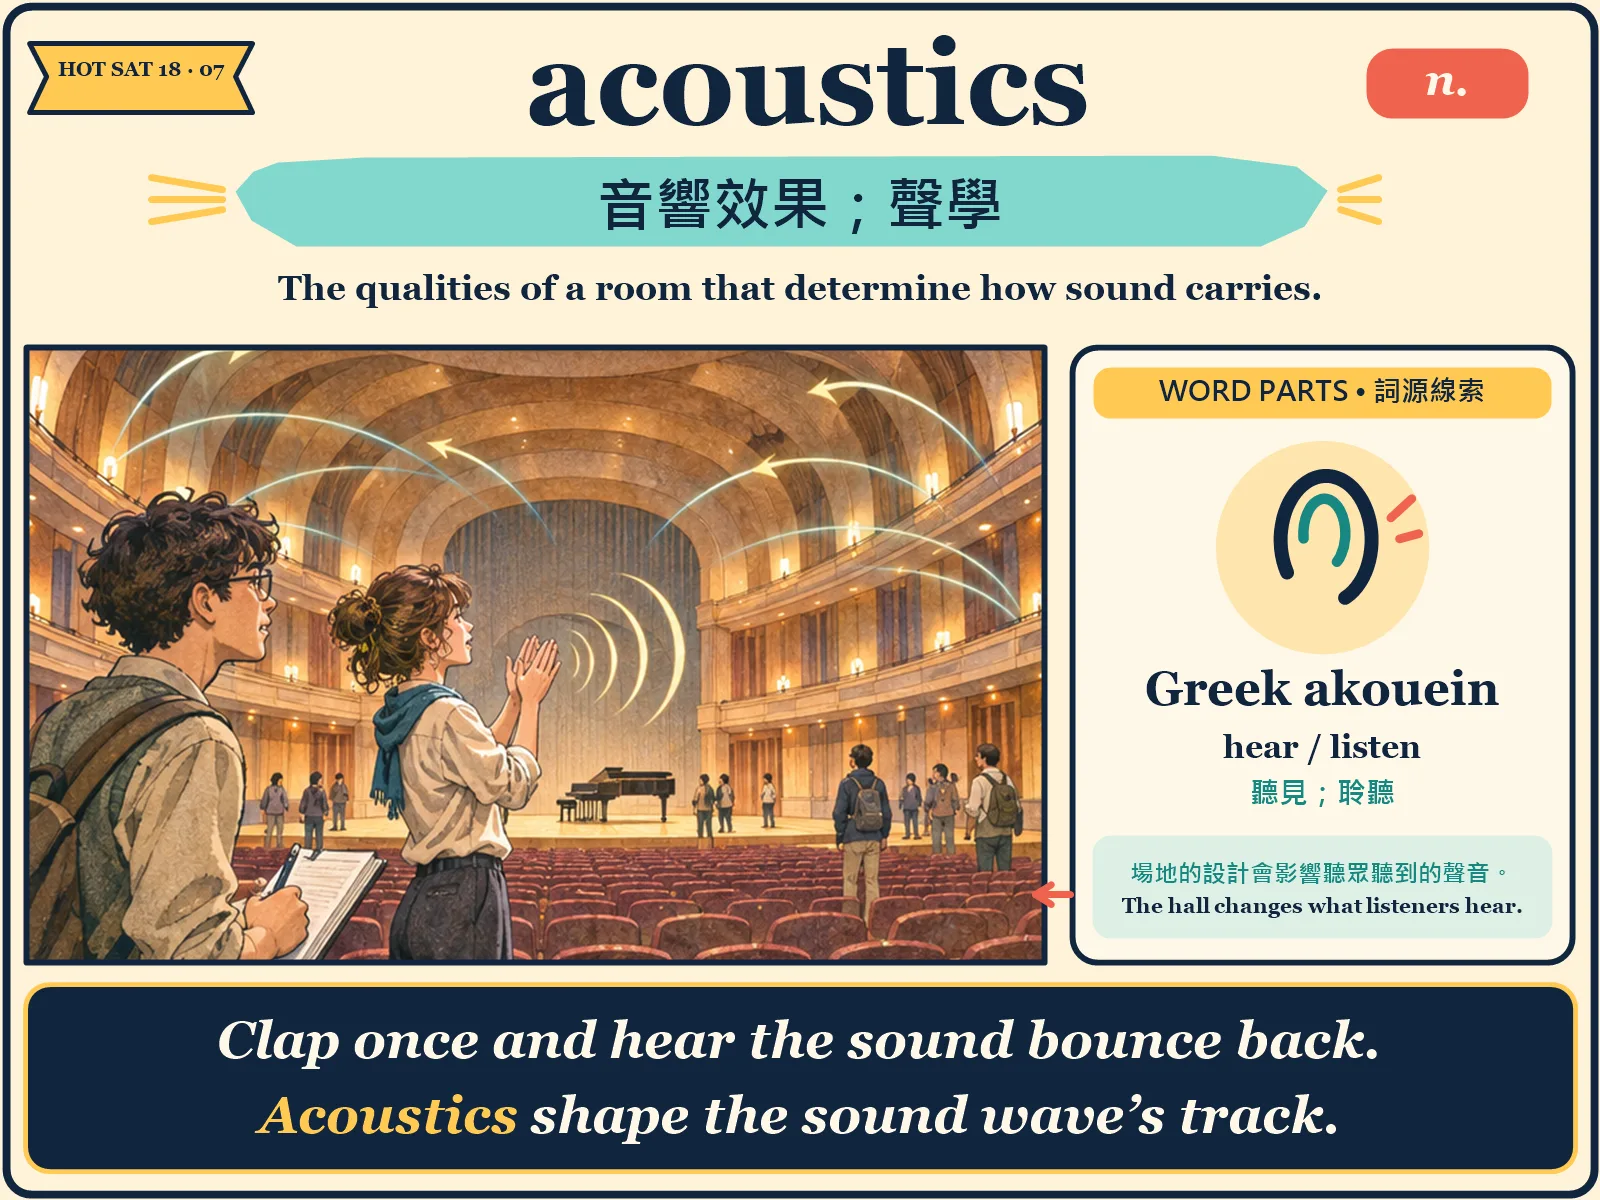 HOT SAT 18 · 07
acoustics
n.
音響效果；聲學
The qualities of a room that determine how sound carries.
WORD PARTS • 詞源線索
Greek akouein
hear / listen
聽見；聆聽
場地的設計會影響聽眾聽到的聲音。
The hall changes what listeners hear.
Clap once and hear the sound bounce back.
Acoustics shape the sound wave’s track.